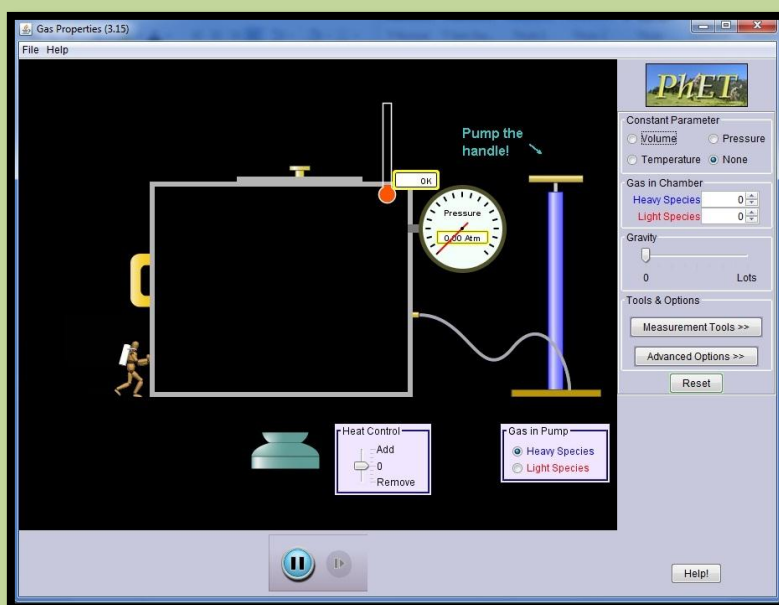 Gas Properties (3.15)
File Help
Pump the
handle!
0K
Pressure
0.00 Atm
Heat Control
Add
0
Remove
Gas in Pump
Heavy Species
Light Species
PhET
Constant Parameter
Volume Pressure
Temperature None
Gas in Chamber
Heavy Species 0
Light Species 0
Gravity
0 Lots
Tools & Options
Measurement Tools >>
Advanced Options >>
Reset
Help!